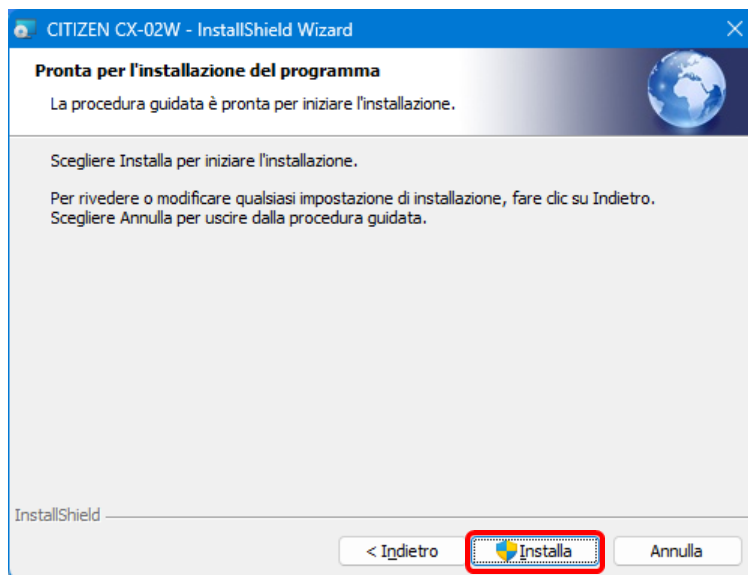 CITIZEN CX-02W - InstallShield Wizard
Pronta per l'installazione del programma
La procedura guidata è pronta per iniziare l'installazione.
Scegliere Installa per iniziare l'installazione.
Per rivedere o modificare qualsiasi impostazione di installazione, fare clic su Indietro.
Scegliere Annulla per uscire dalla procedura guidata.
InstallShield
< Indietro Installa Annulla